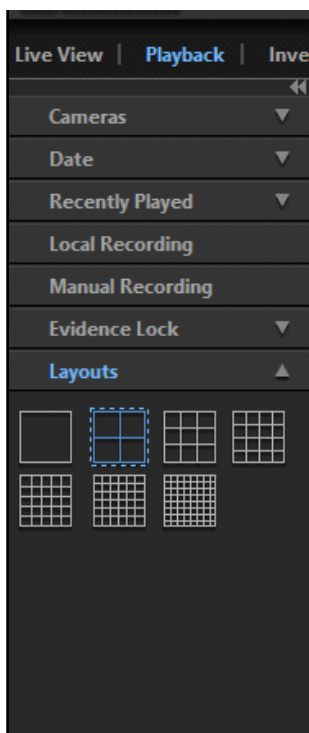 Live View | Playback | Inve
Cameras
Date
Recently Played
Local Recording
Manual Recording
Evidence Lock
Layouts